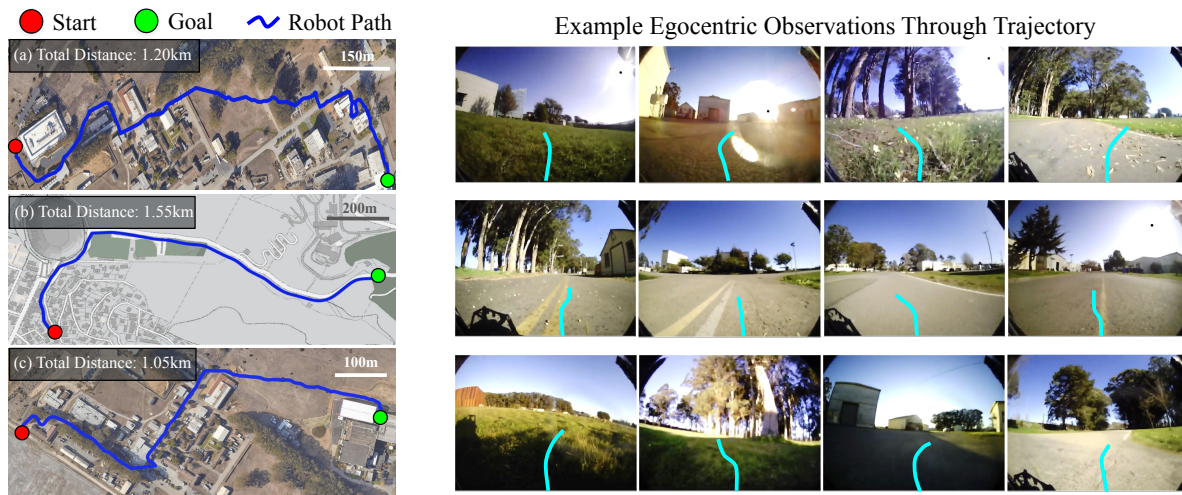 Start Goal Robot Path
Example Egocentric Observations Through Trajectory
(a) Total Distance: 1.20km
150m
(b) Total Distance: 1.55km
200m
(c) Total Distance: 1.05km
100m